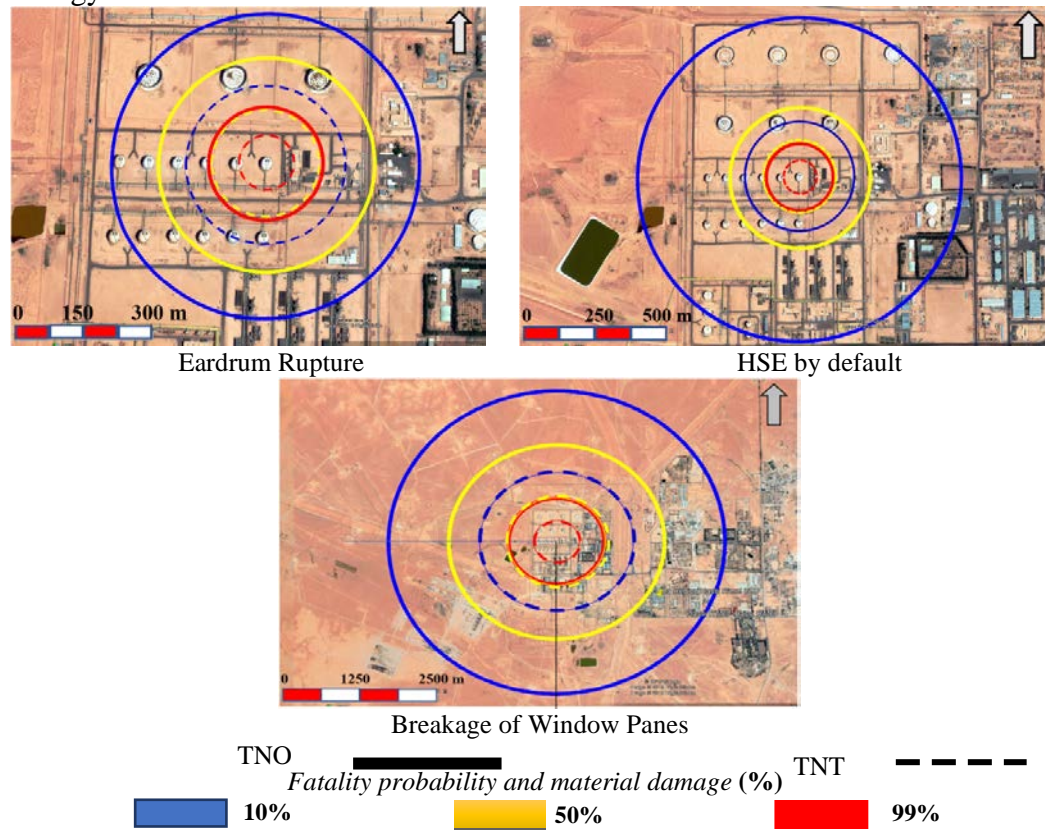 0 150 300 m
0 250 500 m
Eardrum Rupture
HSE by default
0 1250 2500 m
Breakage of Window Panes
TNO TNT
Fatality probability and material damage (%)
10% 50% 99%